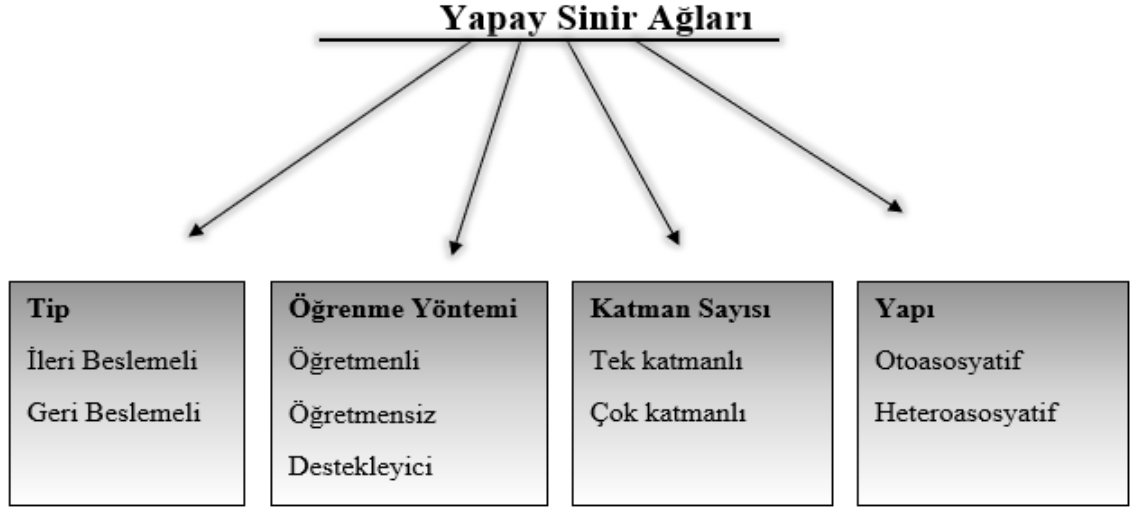 Yapay Sinir Ağları
Tip
İleri Beslemeli
Geri Beslemeli
Öğrenme Yöntemi
Öğretmenli
Öğretmensiz
Destekleyici
Katman Sayısı
Tek katmanlı
Çok katmanlı
Yapı
Otoasosyatif
Heteroasosyatif